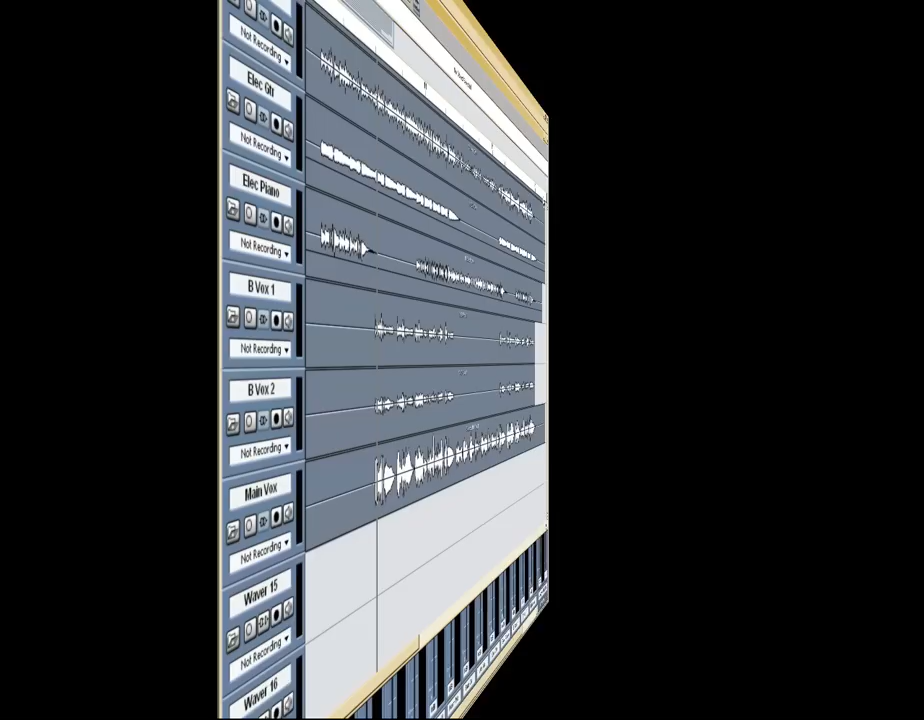 Not Recording
Elec Gtr
Not Recording
Elec Piano
Not Recording
B Vox 1
Not Recording
B Vox 2
Not Recording
Main Vox
Not Recording
Waver 15
Not Recording
Waver 16